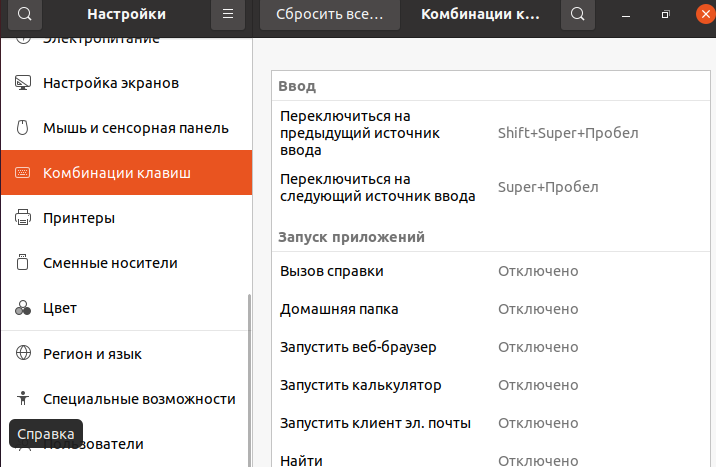 Настройки
Сбросить все…
Комбинации к…
Электропитание
Настройка экранов
Мышь и сенсорная панель
Комбинации клавиш
Принтеры
Сменные носители
Цвет
Регион и язык
Специальные возможности
Пользователи
Справка
Ввод
Переключиться на
предыдущий источник
ввода
Shift+Super+Пробел
Переключиться на
следующий источник ввода
Super+Пробел
Запуск приложений
Вызов справки
Отключено
Домашняя папка
Отключено
Запустить веб-браузер
Отключено
Запустить калькулятор
Отключено
Запустить клиент эл. почты
Отключено
Найти
Отключено